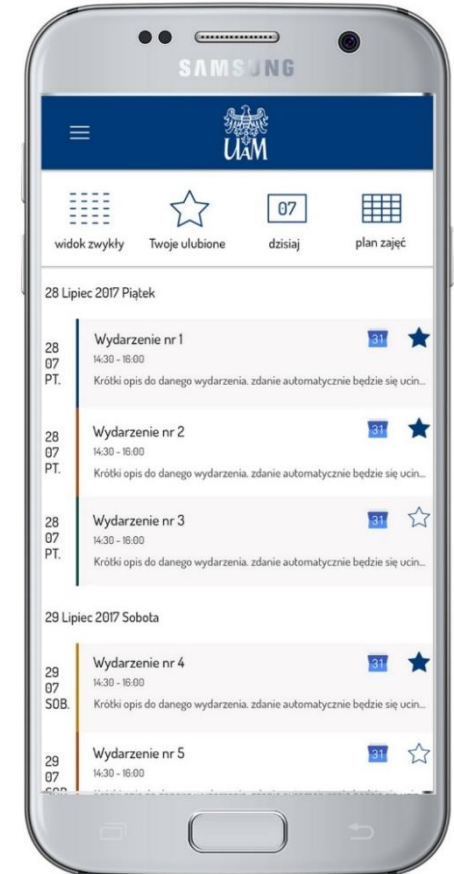 SAMSUNG
UAM
07
widok zwykły Twoje ulubione dzisiaj plan zajęć
28 Lipiec 2017 Piątek
28
07
PT.
Wydarzenie nr 1
31
14:30 - 16:00
Krótki opis do danego wydarzenia. zdanie automatycznie będzie się ucin...
28
07
PT.
Wydarzenie nr 2
31
14:30 - 16:00
Krótki opis do danego wydarzenia. zdanie automatycznie będzie się ucin...
28
07
PT.
Wydarzenie nr 3
31
14:30 - 16:00
Krótki opis do danego wydarzenia. zdanie automatycznie będzie się ucin...
29 Lipiec 2017 Sobota
29
07
SOB.
Wydarzenie nr 4
31
14:30 - 16:00
Krótki opis do danego wydarzenia. zdanie automatycznie będzie się ucin...
29
07
Wydarzenie nr 5
31
14:30 - 16:00